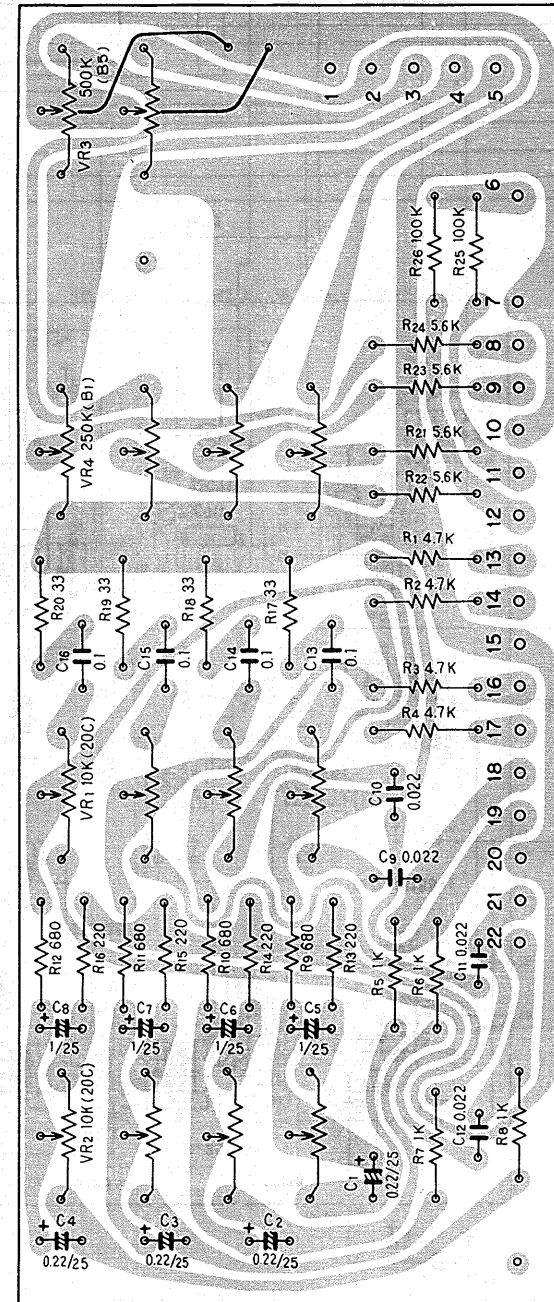 500K
(B5)
VR3
1
2
3
4
5
6
R26 100K
R25 100K
7
R24 5.6K
8
R23 5.6K
9
VR4 250K(B1)
10
R21 5.6K
11
R22 5.6K
12
R1 4.7K
13
R20 33
R19 33
R18 33
R17 33
R2 4.7K
14
15
C16
0.1
C15
0.1
C14
0.1
C13
0.1
R3 4.7K
16
R4 4.7K
17
VR1 10K(20C)
18
C10
0.022
19
20
C9 0.022
21
R12 680
R16 220
R11 680
R15 220
R10 680
R14 220
R9 680
R13 220
22
R5 1K
R6 1K
C11 0.022
+ C8
1/25
+ C7
1/25
+ C6
1/25
+ C5
1/25
VR2 10K(20C)
C1 +
0.22/25
R7 1K
C12 0.022
R8 1K
+ C4
0.22/25
+ C3
0.22/25
+ C2
0.22/25